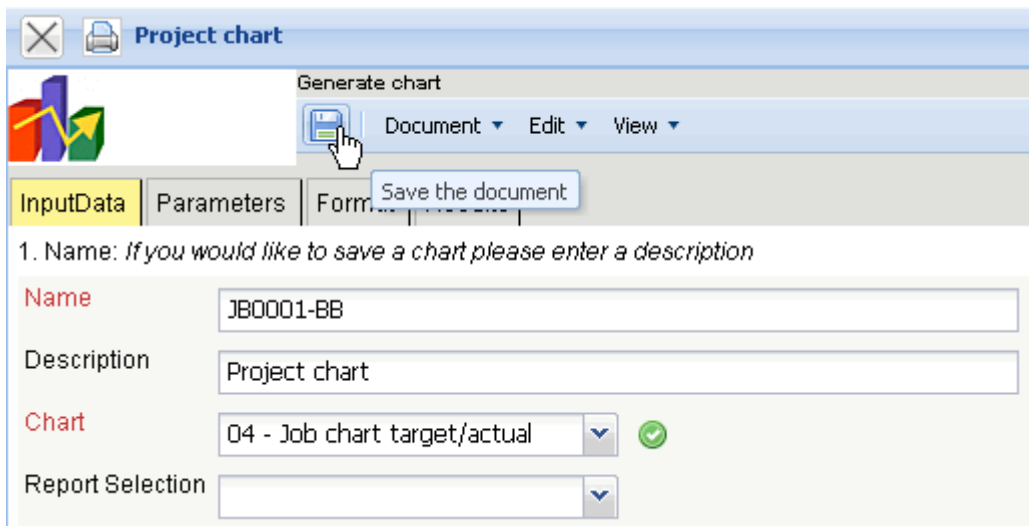 Project chart
Generate chart
Document Edit View
Save the document
InputData Parameters
1. Name: If you would like to save a chart please enter a description
Name JB0001-BB
Description Project chart
Chart 04 - Job chart target/actual
Report Selection